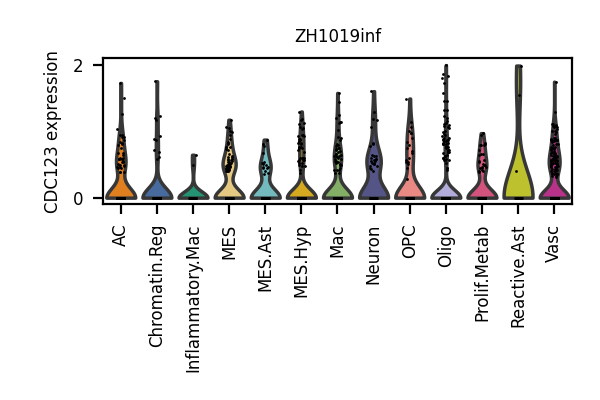 ZH1019inf
CDC123 expression
2
0
AC
Chromatin.Reg
Inflammatory.Mac
MES
MES.Ast
MES.Hyp
Mac
Neuron
OPC
Oligo
Prolif.Metab
Reactive.Ast
Vasc